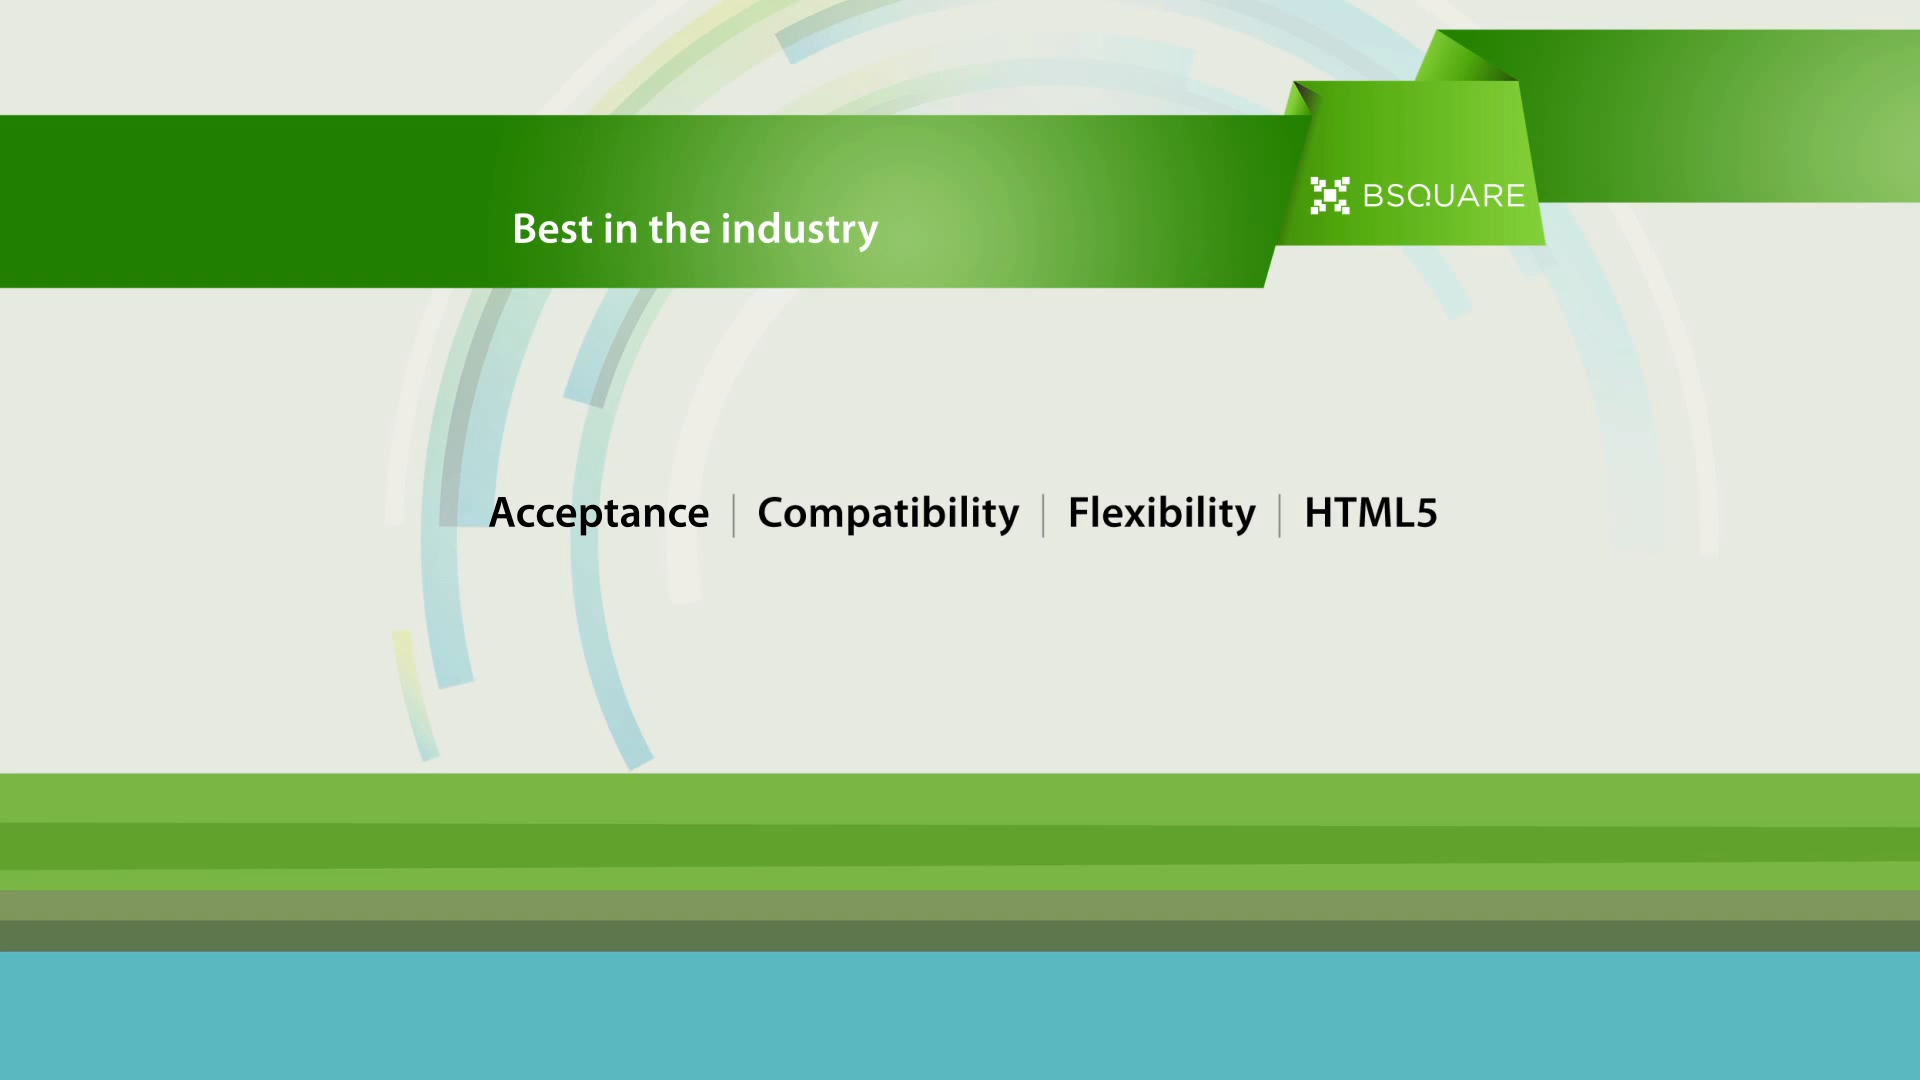 BSQUARE
Best in the industry
Acceptance | Compatibility | Flexibility | HTML5